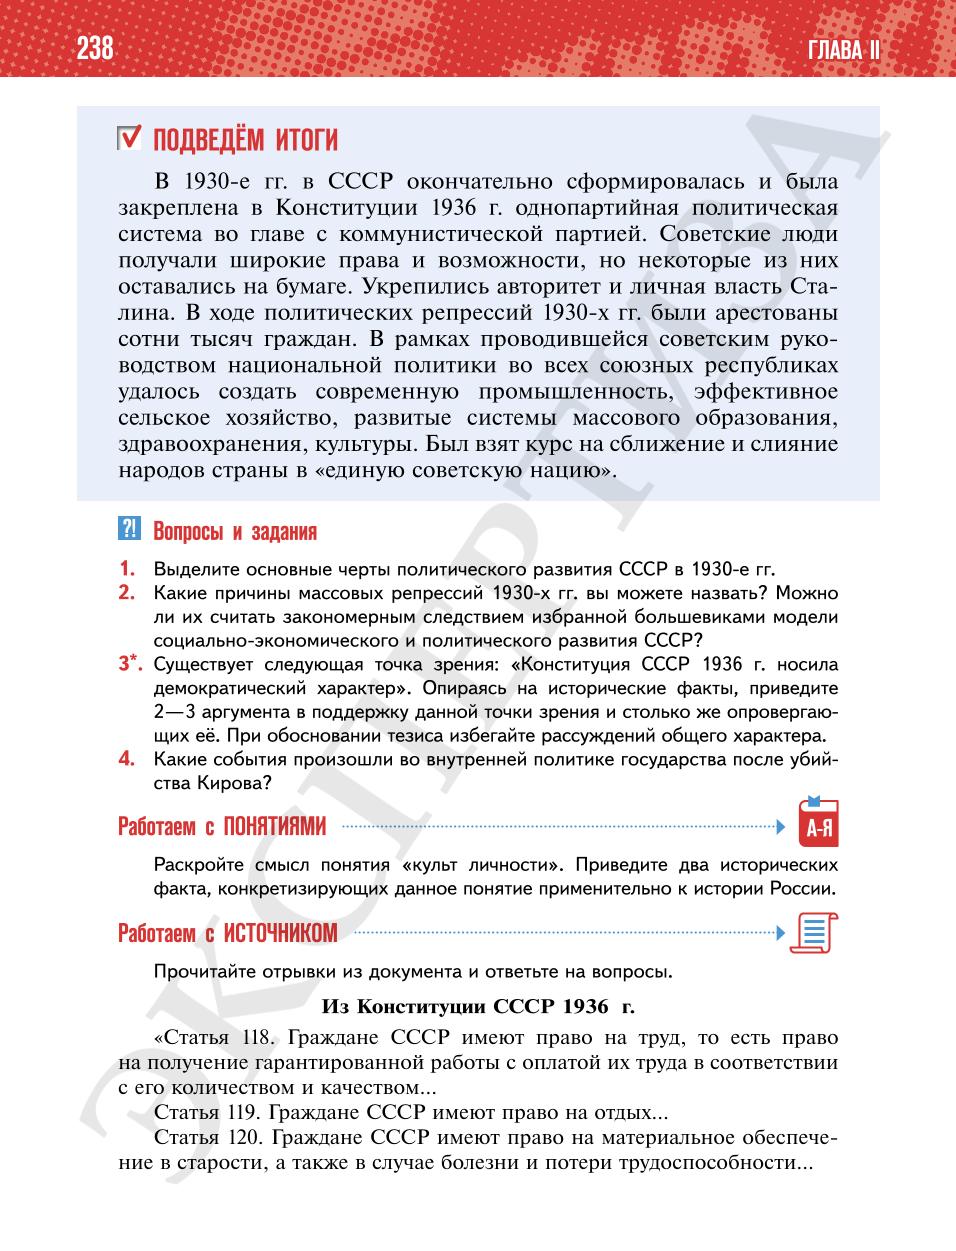 238
ГЛАВА II
ПОДВЕДЁМ ИТОГИ
В 1930-е гг. в СССР окончательно сформировалась и была
закреплена в Конституции 1936 г. однопартийная политическая
система во главе с коммунистической партией. Советские люди
получали широкие права и возможности, но некоторые из них
оставались на бумаге. Укрепились авторитет и личная власть Ста-
лина. В ходе политических репрессий 1930-х гг. были арестованы
сотни тысяч граждан. В рамках проводившейся советским руко-
водством национальной политики во всех союзных республиках
удалось создать современную промышленность, эффективное
сельское хозяйство, развитые системы массового образования,
здравоохранения, культуры. Был взят курс на сближение и слияние
народов страны в «единую советскую нацию».
?! Вопросы и задания
1. Выделите основные черты политического развития СССР в 1930-е гг.
2. Какие причины массовых репрессий 1930-х гг. вы можете назвать? Можно
ли их считать закономерным следствием избранной большевиками модели
социально-экономического и политического развития СССР?
3*. Существует следующая точка зрения: «Конституция СССР 1936 г. носила
демократический характер». Опираясь на исторические факты, приведите
2—3 аргумента в поддержку данной точки зрения и столько же опровергаю-
щих её. При обосновании тезиса избегайте рассуждений общего характера.
4. Какие события произошли во внутренней политике государства после убий-
ства Кирова?
Работаем с ПОНЯТИЯМИ
А-Я
Раскройте смысл понятия «культ личности». Приведите два исторических
факта, конкретизирующих данное понятие применительно к истории России.
Работаем с ИСТОЧНИКОМ
Прочитайте отрывки из документа и ответьте на вопросы.
Из Конституции СССР 1936 г.
«Статья 118. Граждане СССР имеют право на труд, то есть право
на получение гарантированной работы с оплатой их труда в соответствии
с его количеством и качеством...
Статья 119. Граждане СССР имеют право на отдых...
Статья 120. Граждане СССР имеют право на материальное обеспече-
ние в старости, а также в случае болезни и потери трудоспособности...
ЭКСПЕРТИЗА